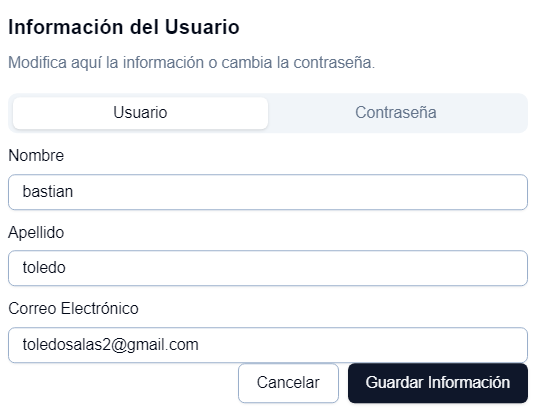 Información del Usuario
Modifica aquí la información o cambia la contraseña.
Usuario Contraseña
Nombre
bastian
Apellido
toledo
Correo Electrónico
toledosalas2@gmail.com
Cancelar Guardar Información